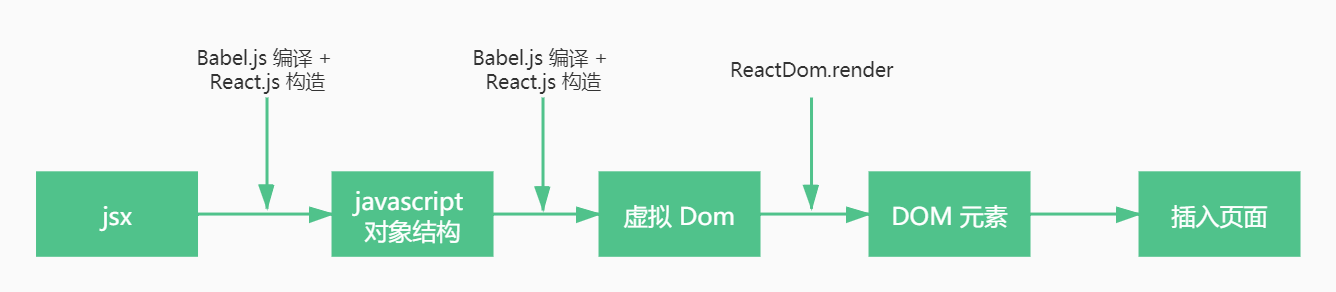 Babel.js 编译 +
React.js 构造
Babel.js 编译 +
React.js 构造
ReactDom.render
jsx
javascript
对象结构
虚拟 Dom
DOM 元素
插入页面